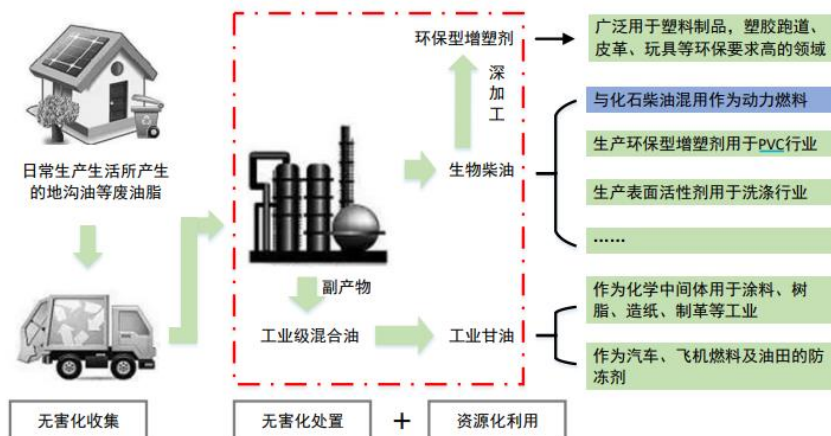 环保型增塑剂
广泛用于塑料制品，塑胶跑道、
皮革、玩具等环保要求高的领域
深
加
工
日常生产生活所产生
的地沟油等废油脂
生物柴油
与化石柴油混用作为动力燃料
生产环保型增塑剂用于PVC行业
生产表面活性剂用于洗涤行业
……
副产物
工业级混合油
工业甘油
作为化学中间体用于涂料、树
脂、造纸、制革等工业
作为汽车、飞机燃料及油田的防
冻剂
无害化收集
无害化处置
+
资源化利用